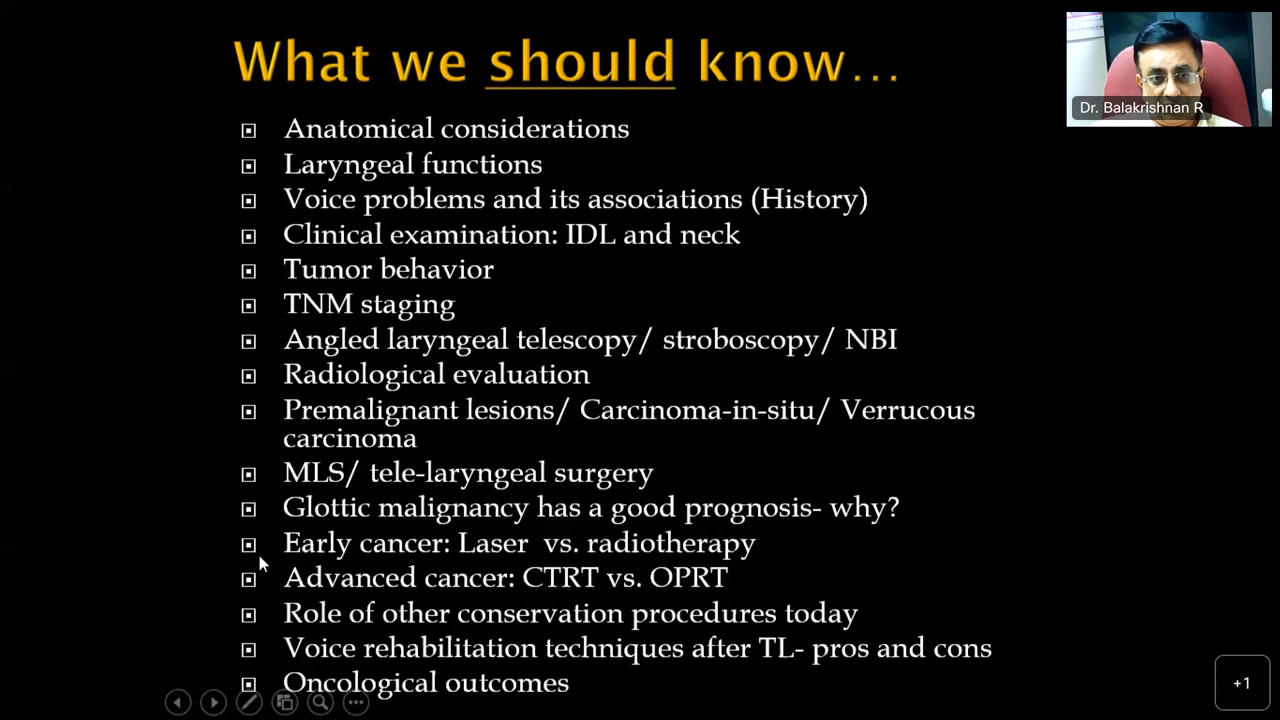 What we should know...
Dr. Balakrishnan R
Anatomical considerations
Laryngeal functions
Voice problems and its associations (History)
Clinical examination: IDL and neck
Tumor behavior
TNM staging
Angled laryngeal telescopy/ stroboscopy/ NBI
Radiological evaluation
Premalignant lesions/ Carcinoma-in-situ/ Verrucous
carcinoma
MLS/ tele-laryngeal surgery
Glottic malignancy has a good prognosis- why?
Early cancer: Laser vs. radiotherapy
Advanced cancer: CTRT vs. OPRT
Role of other conservation procedures today
Voice rehabilitation techniques after TL- pros and cons
Oncological outcomes
+1